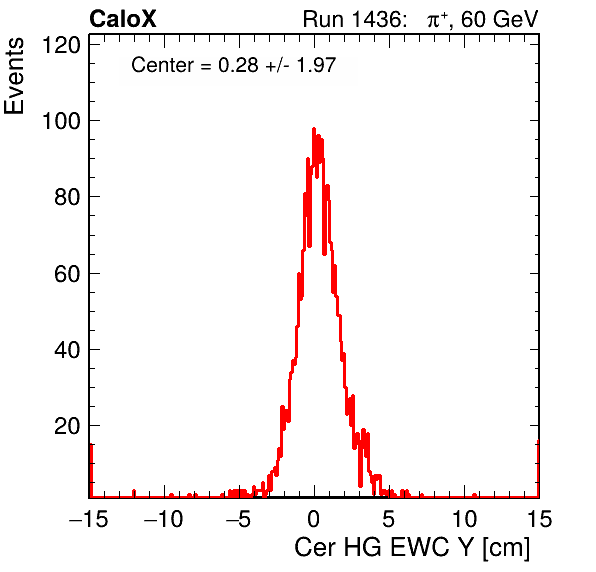 CaloX
Run 1436: π⁺, 60 GeV
Events
120
Center = 0.28 +/- 1.97
100
80
60
40
20
−15 −10 −5 0 5 10 15
Cer HG EWC Y [cm]